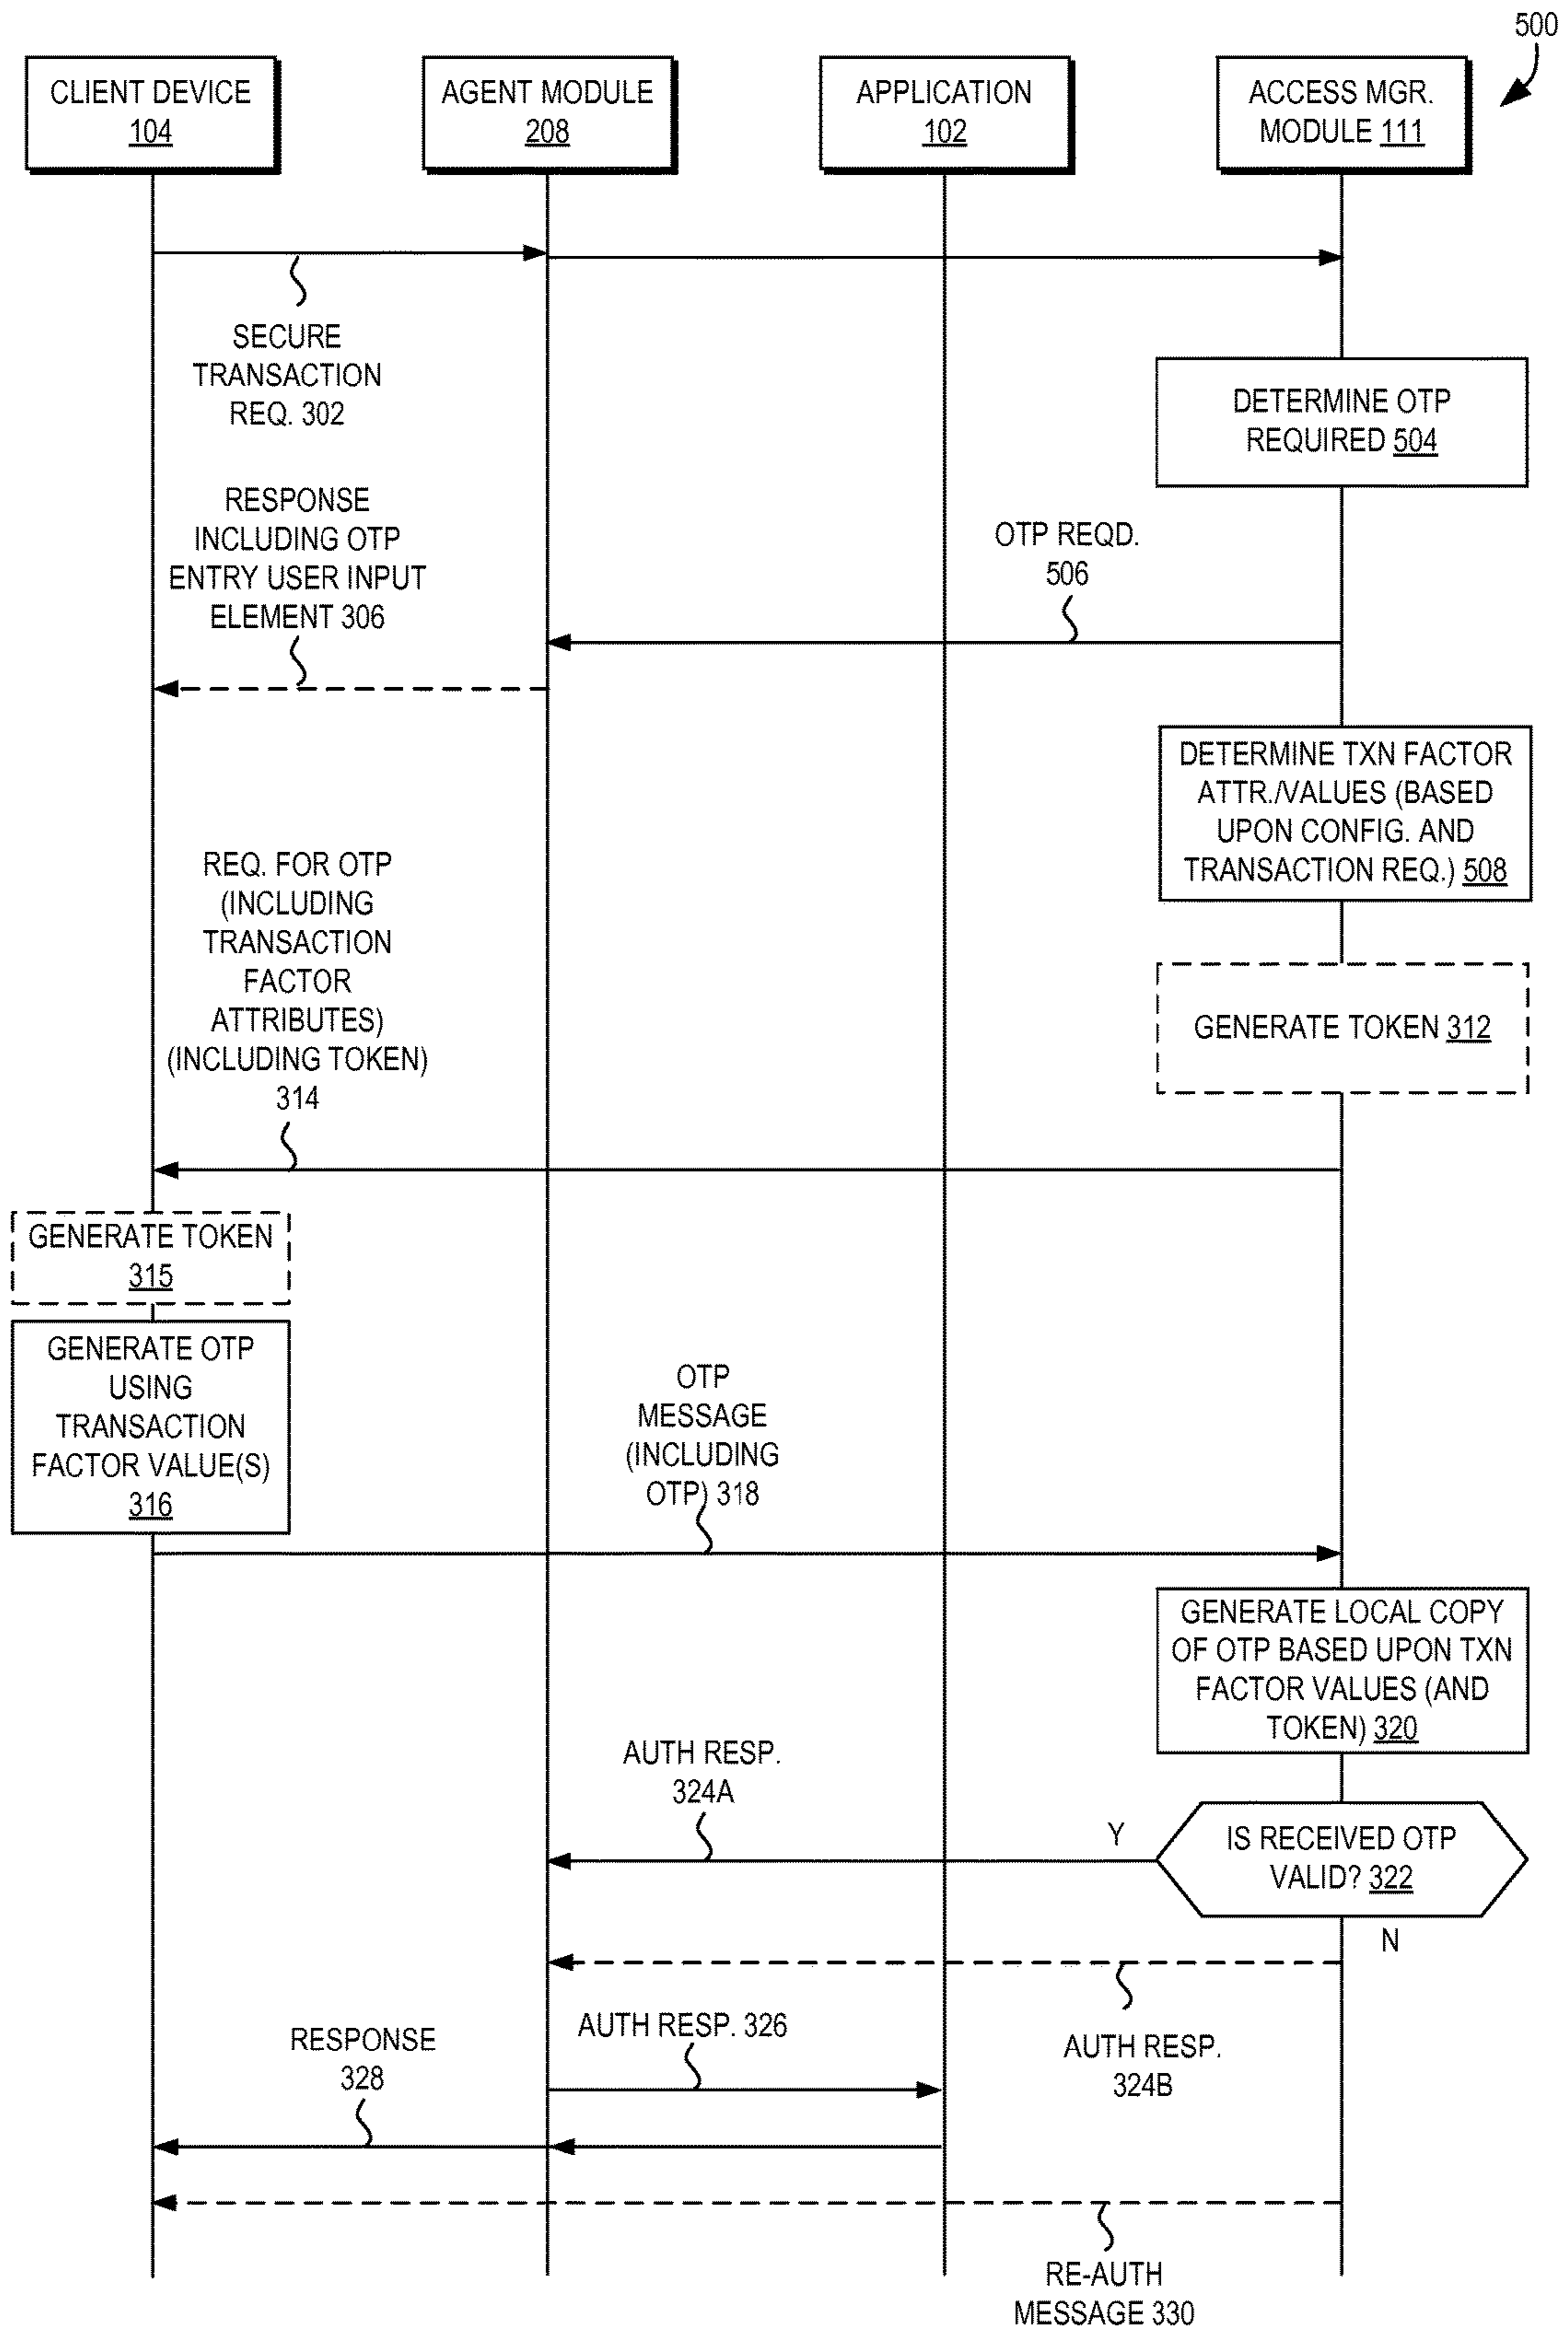 500
CLIENT DEVICE
104
AGENT MODULE
208
APPLICATION
102
ACCESS MGR.
MODULE 111
SECURE
TRANSACTION
REQ. 302
DETERMINE OTP
REQUIRED 504
RESPONSE
INCLUDING OTP
ENTRY USER INPUT
ELEMENT 306
OTP REQD.
506
DETERMINE TXN FACTOR
ATTR./VALUES (BASED
UPON CONFIG. AND
TRANSACTION REQ.) 508
REQ. FOR OTP
(INCLUDING
TRANSACTION
FACTOR
ATTRIBUTES)
(INCLUDING TOKEN)
314
GENERATE TOKEN 312
GENERATE TOKEN
315
GENERATE OTP
USING
TRANSACTION
FACTOR VALUE(S)
316
OTP
MESSAGE
(INCLUDING
OTP) 318
GENERATE LOCAL COPY
OF OTP BASED UPON TXN
FACTOR VALUES (AND
TOKEN) 320
AUTH RESP.
324A
Y
IS RECEIVED OTP
VALID? 322
N
AUTH RESP.
324B
AUTH RESP. 326
RESPONSE
328
RE-AUTH
MESSAGE 330